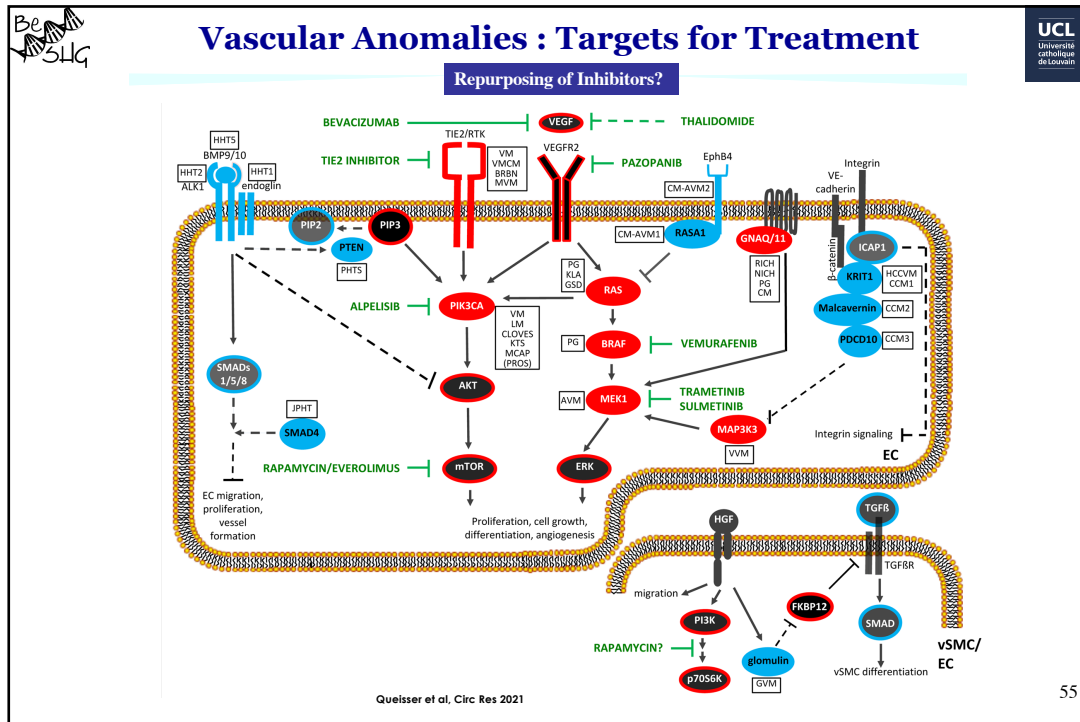 Be
SHG
Vascular Anomalies : Targets for Treatment
UCL
Université
catholique
de Louvain
Repurposing of Inhibitors?
BEVACIZUMAB
VEGF
THALIDOMIDE
HHT5
BMP9/10
HHT2
ALK1
HHT1
endoglin
TIE2/RTK
TIE2 INHIBITOR
VM
VMCM
BRBN
MVM
VEGFR2
PAZOPANIB
EphB4
CM-AVM2
Integrin
VE-
cadherin
PIP2
PIP3
PTEN
PHTS
CM-AVM1
RASA1
GNAQ/11
RICH
NICH
PG
CM
β-catenin
ICAP1
KRIT1
HCCVM
CCM1
Malcavernin
CCM2
PDCD10
CCM3
ALPELISIB
PIK3CA
VM
LM
CLOVES
KTS
MCAP
(PROS)
PG
KLA
GSD
RAS
PG
BRAF
VEMURAFENIB
SMADs
1/5/8
AKT
AVM
MEK1
TRAMETINIB
SULMETINIB
MAP3K3
VVM
Integrin signaling
EC
JPHT
SMAD4
RAPAMYCIN/EVEROLIMUS
mTOR
ERK
EC migration,
proliferation,
vessel
formation
Proliferation, cell growth,
differentiation, angiogenesis
HGF
TGFß
TGFßR
migration
PI3K
FKBP12
SMAD
RAPAMYCIN?
glomulin
GVM
p70S6K
vSMC differentiation
vSMC/
EC
Queisser et al, Circ Res 2021
55